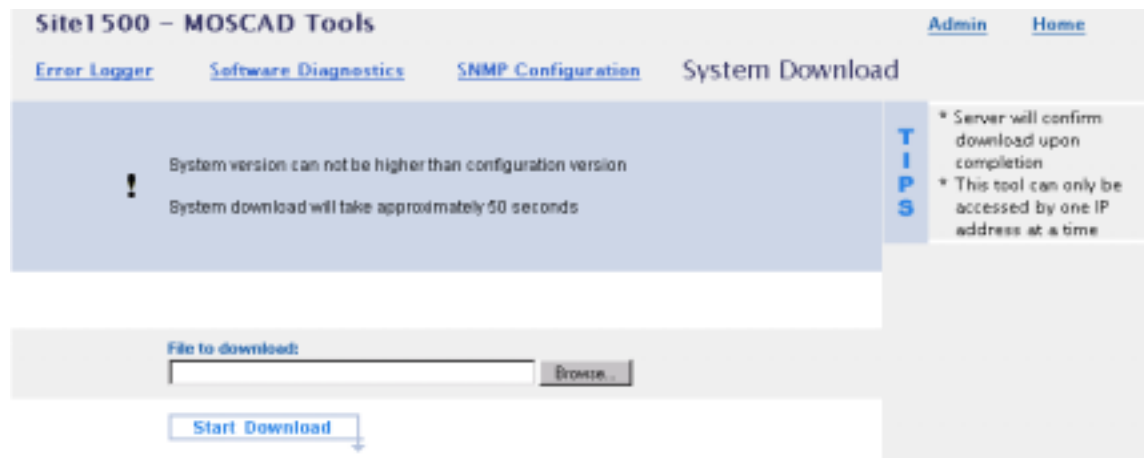 Site1500 – MOSCAD Tools
Admin Home
Error Logger Software Diagnostics SNMP Configuration System Download
! System version can not be higher than configuration version
System download will take approximately 60 seconds
TIPS
* Server will confirm
download upon
completion
* This tool can only be
accessed by one IP
address at a time
File to download:
Browse...
Start Download